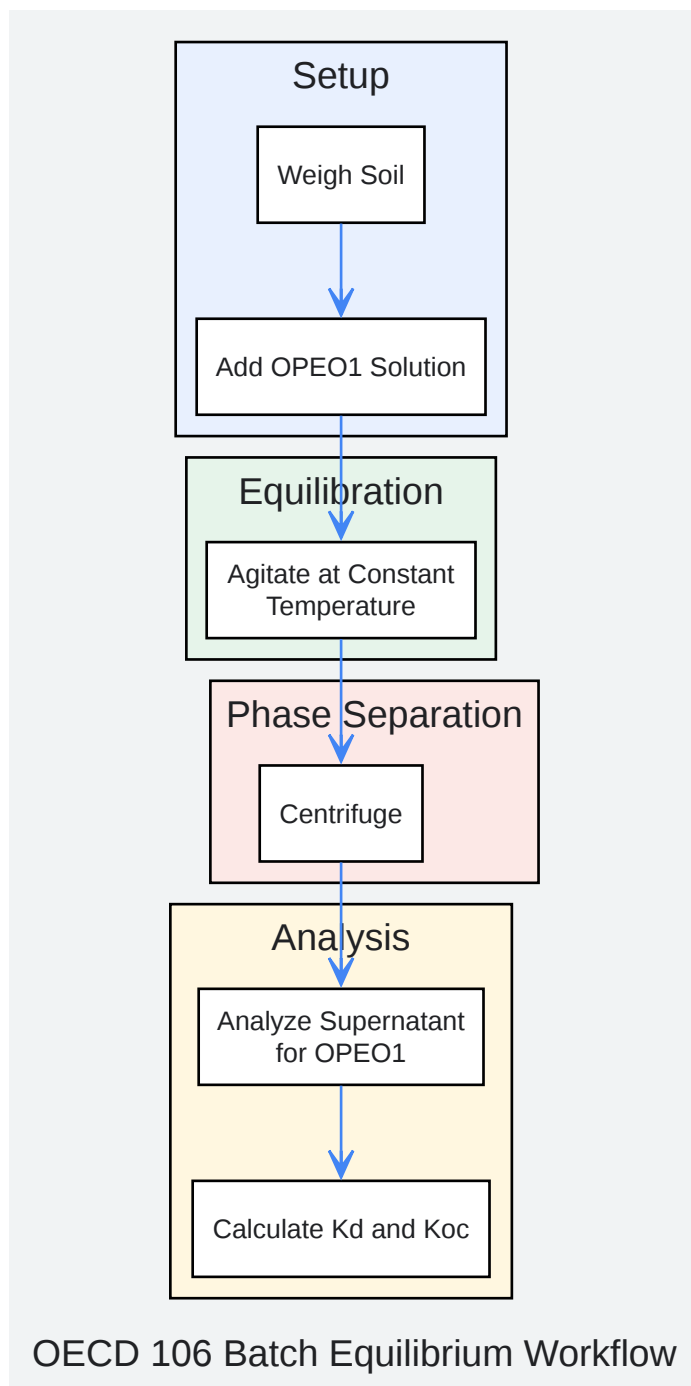 Setup
Weigh Soil
Add OPEO1 Solution
Equilibration
Agitate at Constant
Temperature
Phase Separation
Centrifuge
Analysis
Analyze Supernatant
for OPEO1
Calculate Kd and Koc
OECD 106 Batch Equilibrium Workflow